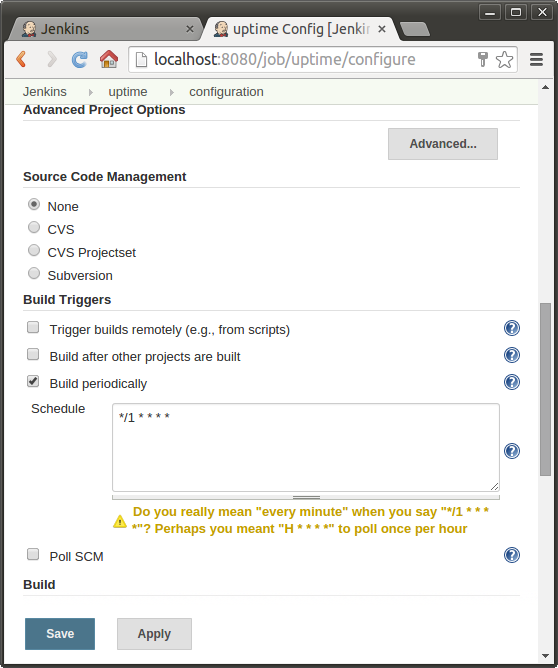 Jenkins
uptime Config [Jenkin
localhost:8080/job/uptime/configure
Jenkins uptime configuration
Advanced Project Options
Advanced...
Source Code Management
None
CVS
CVS Projectset
Subversion
Build Triggers
Trigger builds remotely (e.g., from scripts)
Build after other projects are built
Build periodically
Schedule
*/1 * * * *
Do you really mean "every minute" when you say "*/1 * * *
*"? Perhaps you meant "H * * * *" to poll once per hour
Poll SCM
Build
Save Apply